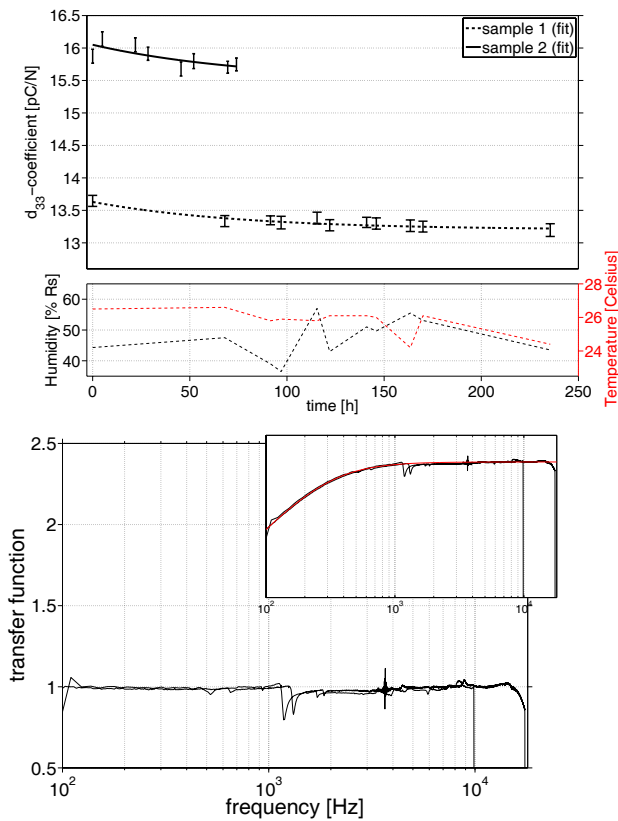 16.5
16
15.5
15
14.5
14
13.5
13
d33−coefficient [pC/N]
sample 1 (fit)
sample 2 (fit)
60
50
40
Humidity [% Rs]
28
26
24
Temperature [Celsius]
0 50 100 150 200 250
time [h]
2.5
2
1.5
1
0.5
transfer function
10^2 10^3 10^4
10^2 10^3 10^4
frequency [Hz]